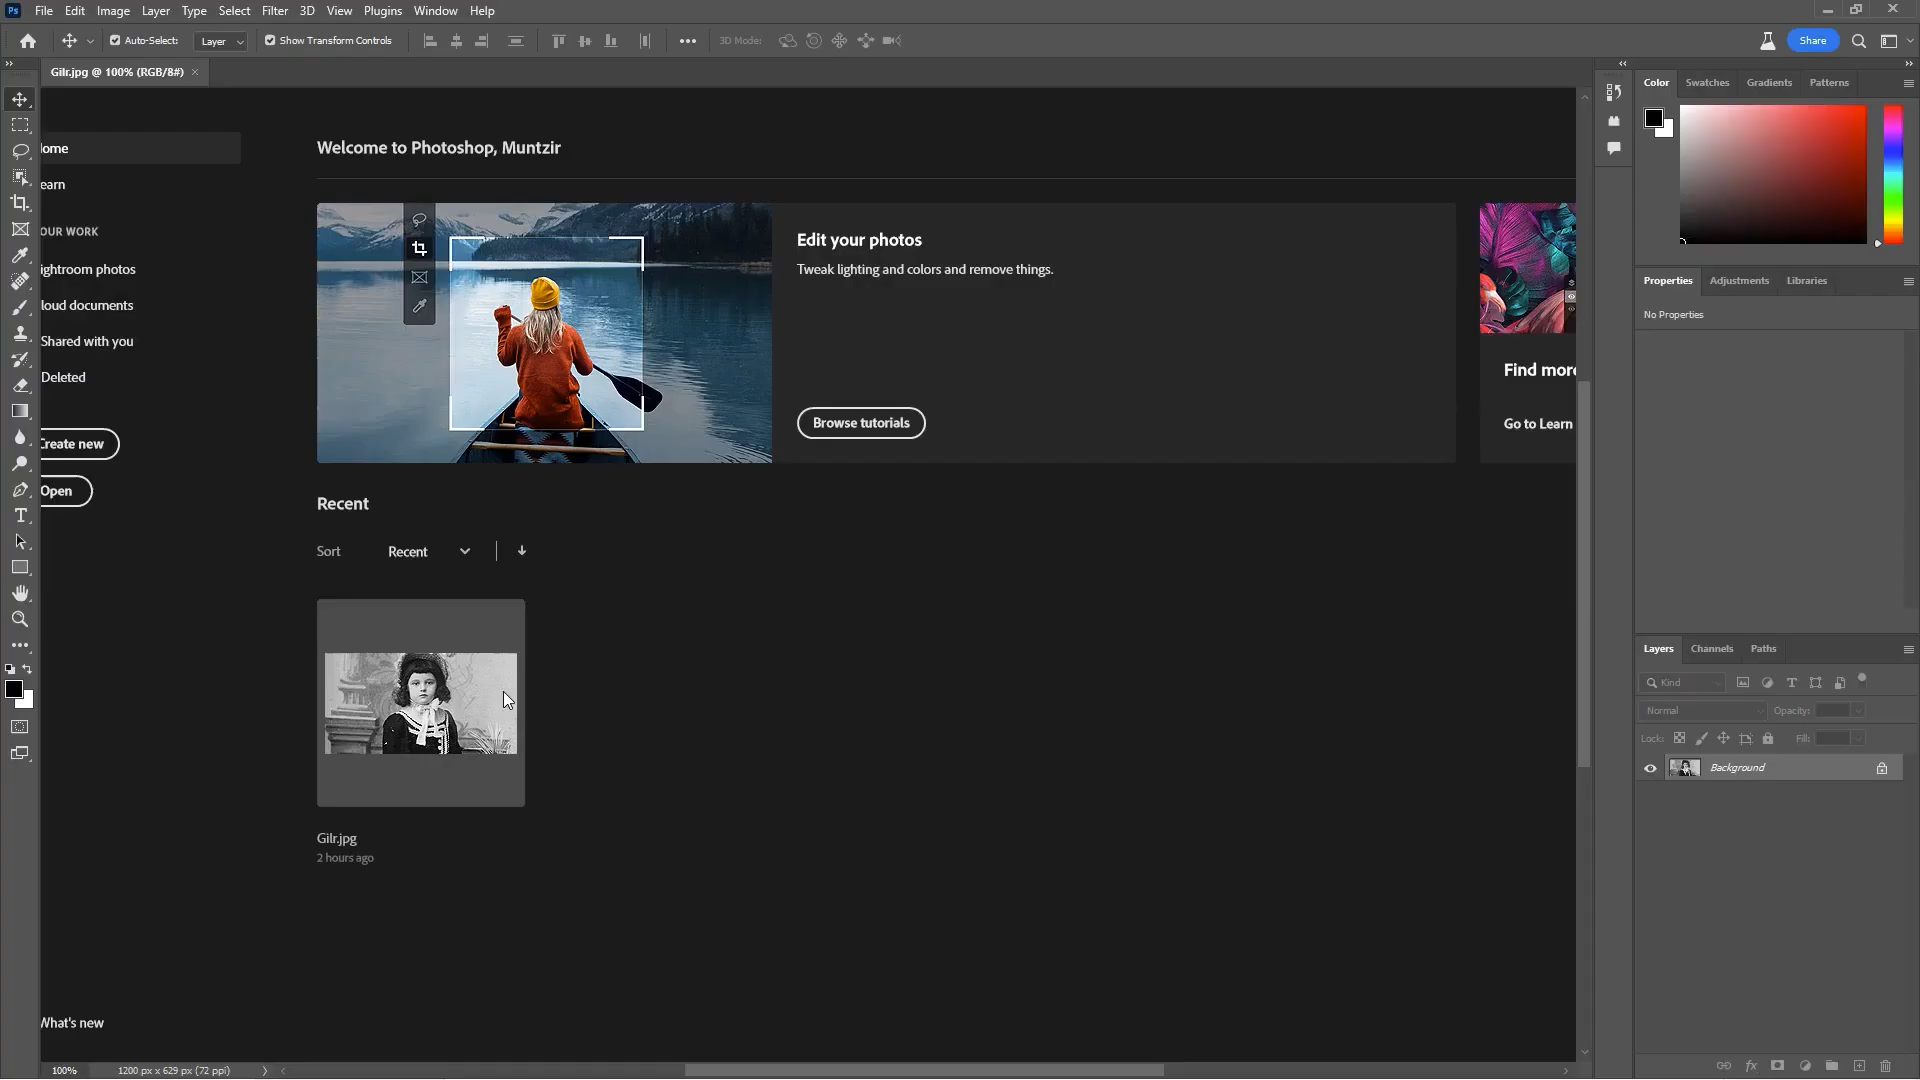 Ps File Edit Image Layer Type Select Filter 3D View Plugins Window Help
Auto-Select: Layer Show Transform Controls 3D Mode: Share
Gilr.jpg @ 100% (RGB/8#)
ome
earn
OUR WORK
ightroom photos
loud documents
Shared with you
Deleted
Create new
Open
What's new
Welcome to Photoshop, Muntzir
Edit your photos
Tweak lighting and colors and remove things.
Browse tutorials
Find more
Go to Learn
Recent
Sort Recent
Gilr.jpg
2 hours ago
Color Swatches Gradients Patterns
Properties Adjustments Libraries
No Properties
Layers Channels Paths
Kind
Normal Opacity:
Lock: Fill:
Background
100% 1200 px x 629 px (72 ppi)